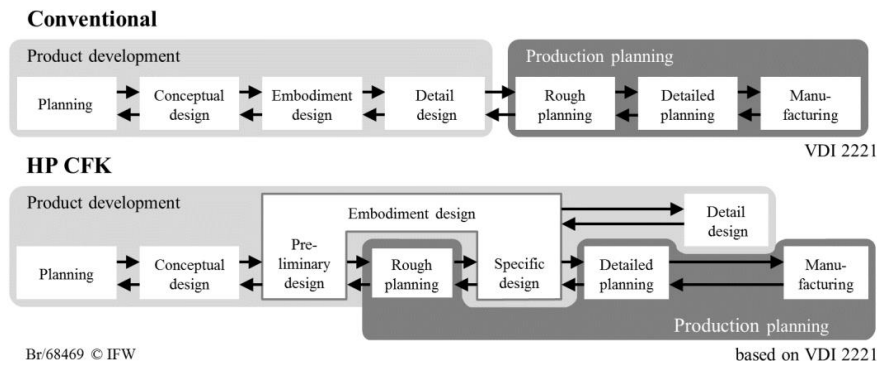 Conventional
Product development
Production planning
Planning
Conceptual
design
Embodiment
design
Detail
design
Rough
planning
Detailed
planning
Manu-
facturing
VDI 2221
HP CFK
Product development
Embodiment design
Detail
design
Planning
Conceptual
design
Pre-
liminary
design
Rough
planning
Specific
design
Detailed
planning
Manu-
facturing
Production planning
Br/68469 © IFW
based on VDI 2221